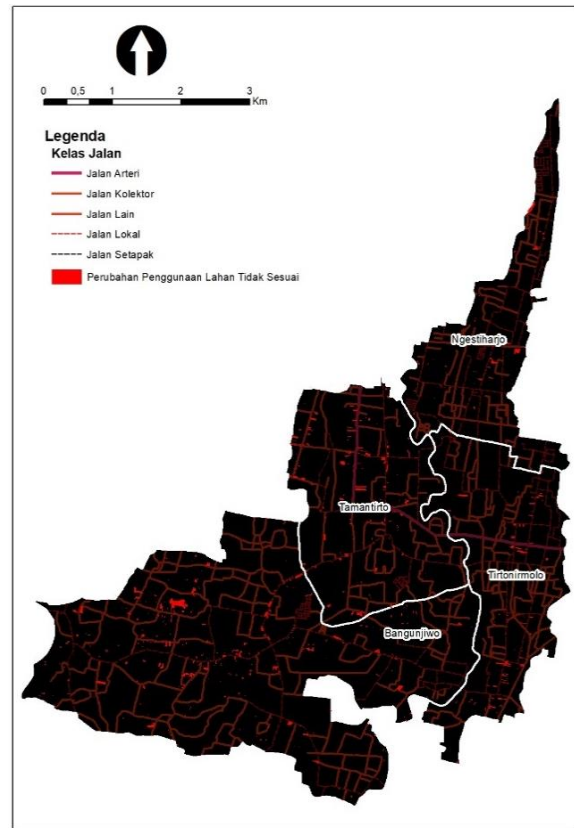 0 0,5 1 2 3
Km
Legenda
Kelas Jalan
Jalan Arteri
Jalan Kolektor
Jalan Lain
Jalan Lokal
Jalan Setapak
Perubahan Penggunaan Lahan Tidak Sesuai
Ngestiharjo
Tamantirto
Tirtonirmolo
Bangunjiwo